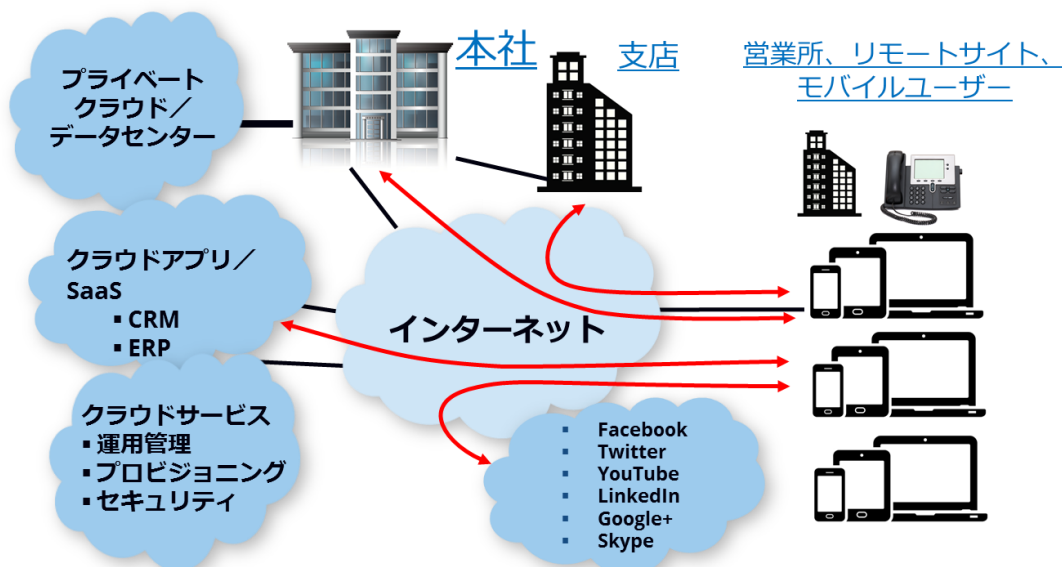 プライベート
クラウド／
データセンター
本社
支店
営業所、リモートサイト、
モバイルユーザー
クラウドアプリ／
SaaS
▪ CRM
▪ ERP
インターネット
クラウドサービス
▪ 運用管理
▪ プロビジョニング
▪ セキュリティ
▪ Facebook
▪ Twitter
▪ YouTube
▪ LinkedIn
▪ Google+
▪ Skype